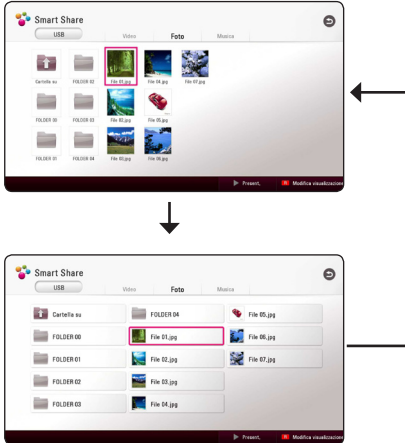 Smart Share
USB Video Foto Musica
Cartella su FOLDER 02 File 01.jpg File 04.jpg File 07.jpg
FOLDER 00 FOLDER 03 File 02.jpg File 05.jpg
FOLDER 01 FOLDER 04 File 03.jpg File 06.jpg
Present. R Modifica visualizzazione
Smart Share
USB Video Foto Musica
Cartella su FOLDER 04 File 05.jpg
FOLDER 00 File 01.jpg File 06.jpg
FOLDER 01 File 02.jpg File 07.jpg
FOLDER 02 File 03.jpg
FOLDER 03 File 04.jpg
Present. R Modifica visualizzazione